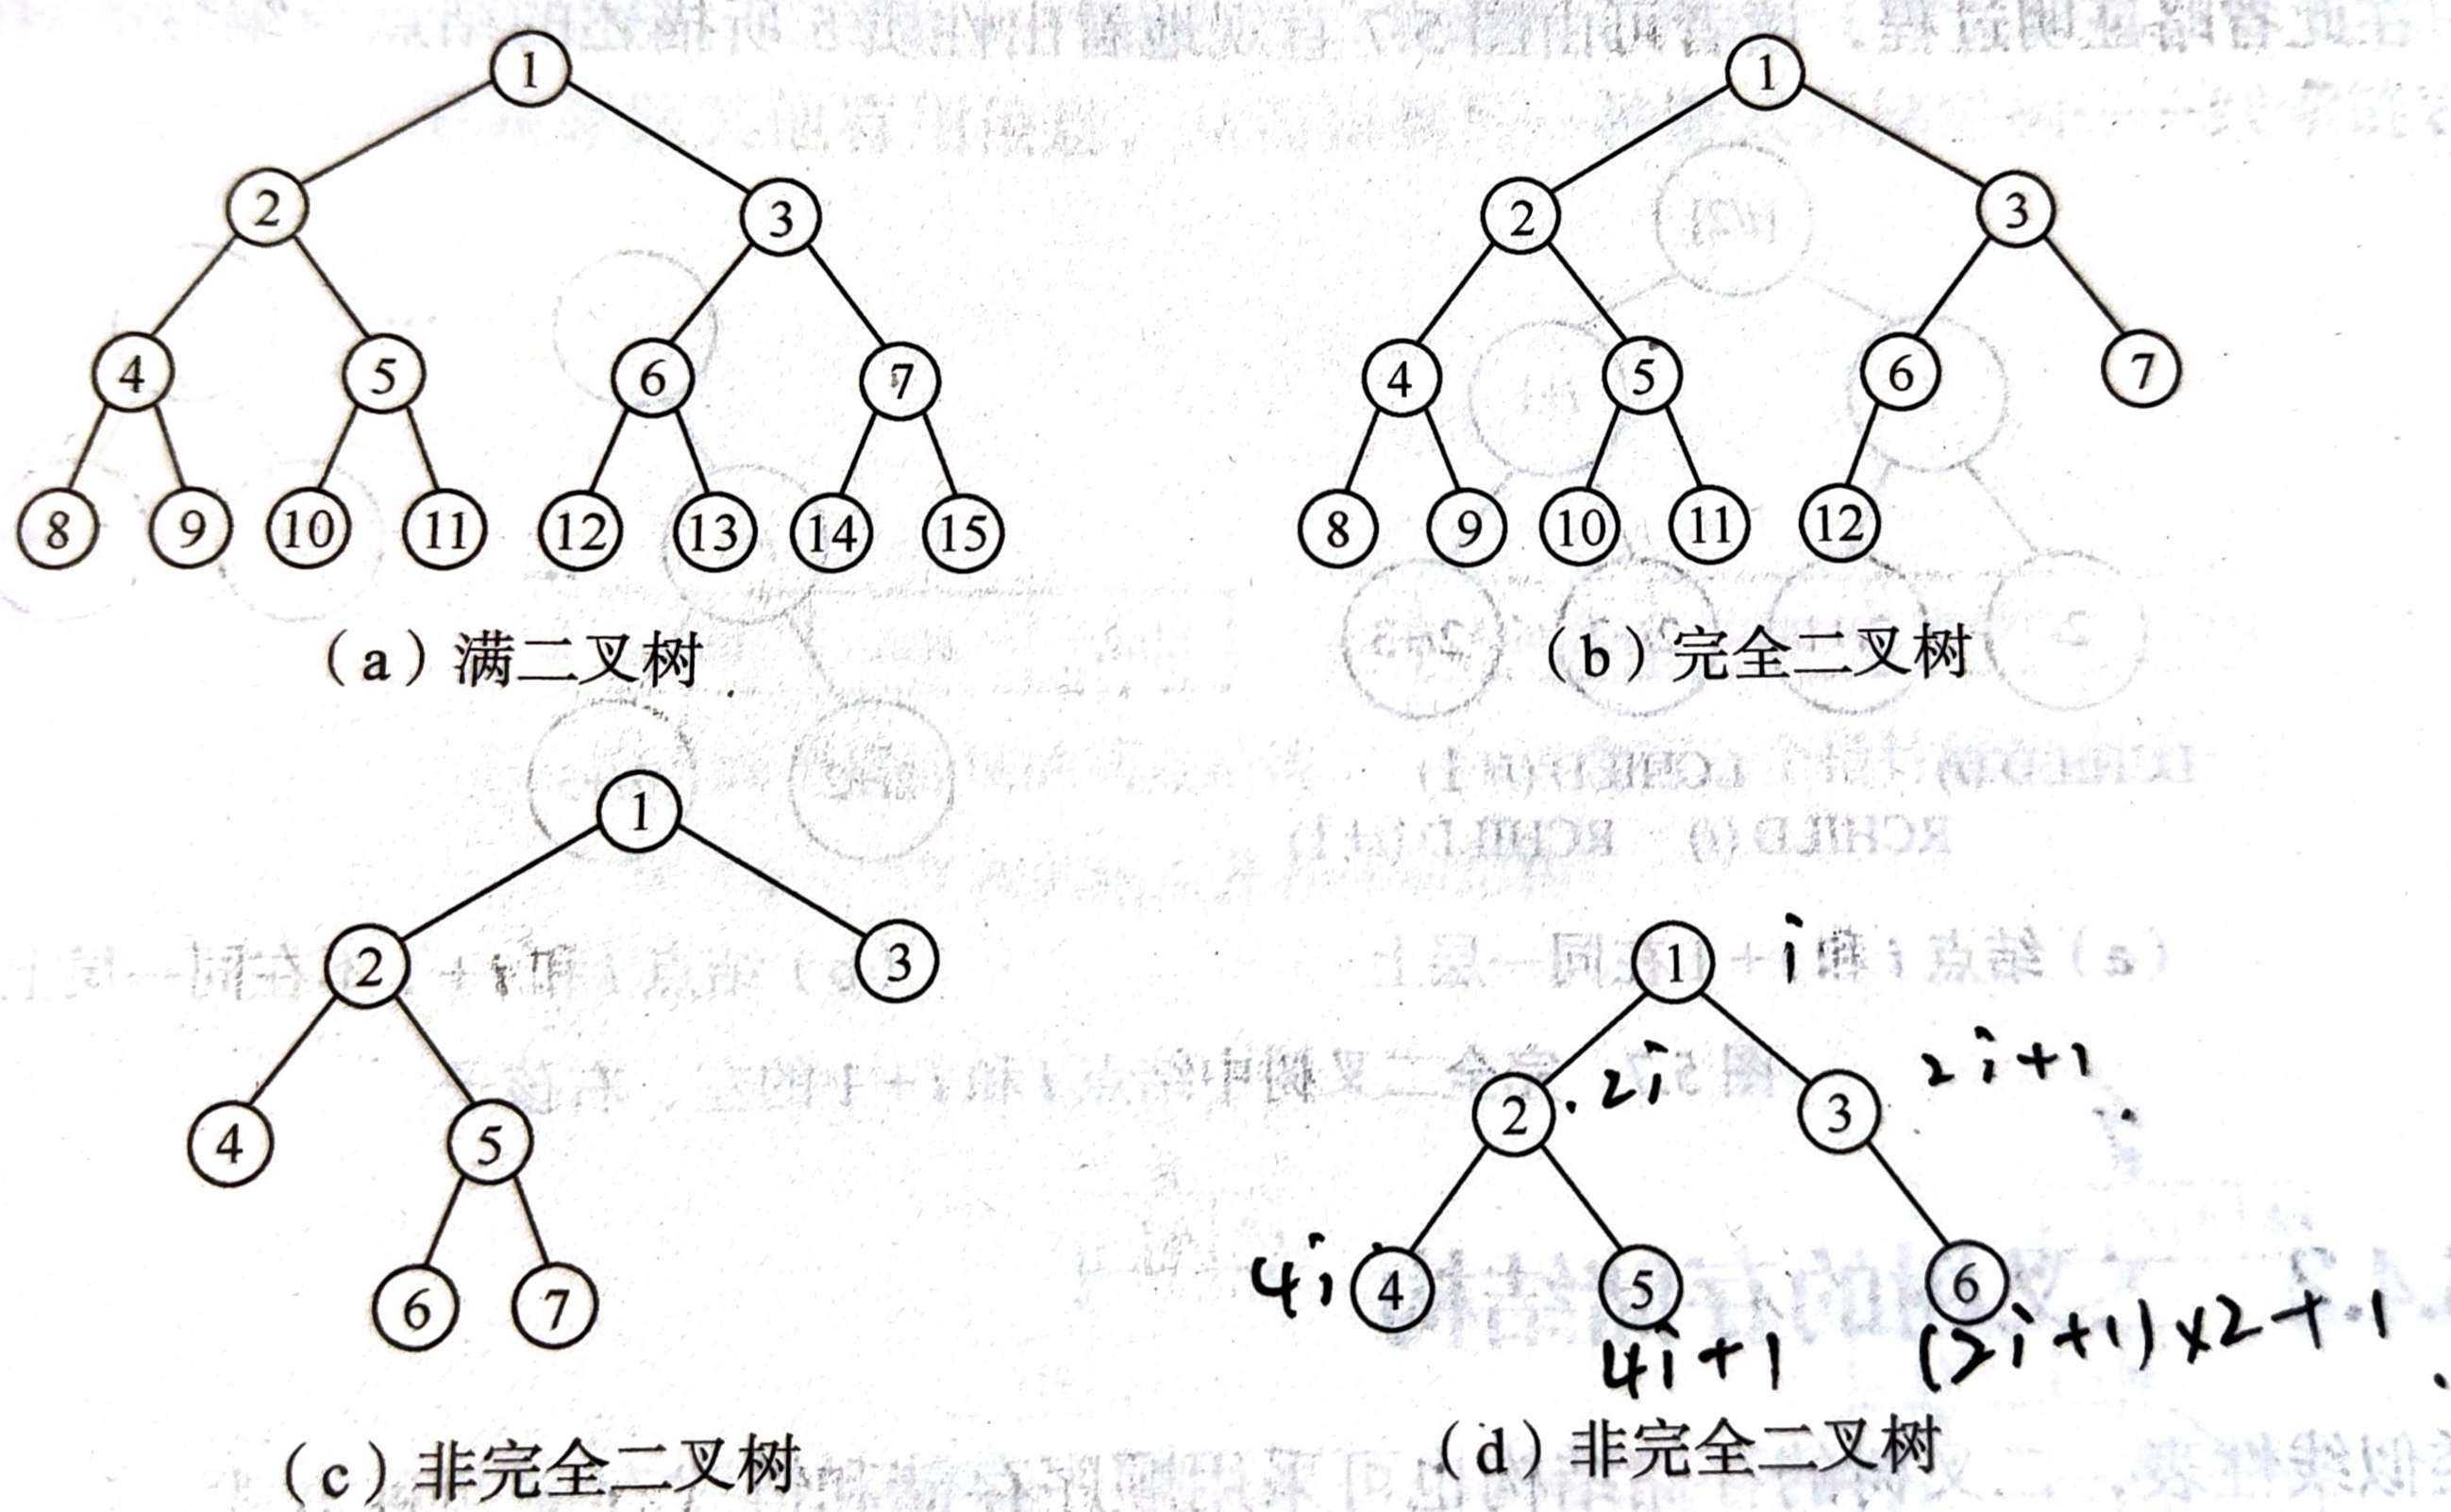 1
2 3
4 5 6 7
8 9 10 11 12 13 14 15
(a)满二叉树
1
2 3
4 5 6 7
8 9 10 11 12
(b)完全二叉树
1
2 3
4 5
6 7
(c)非完全二叉树
1 i
2 2i 3 2i+1
4i 4 5 6
4i+1 (2i+1)×2+1
(d)非完全二叉树